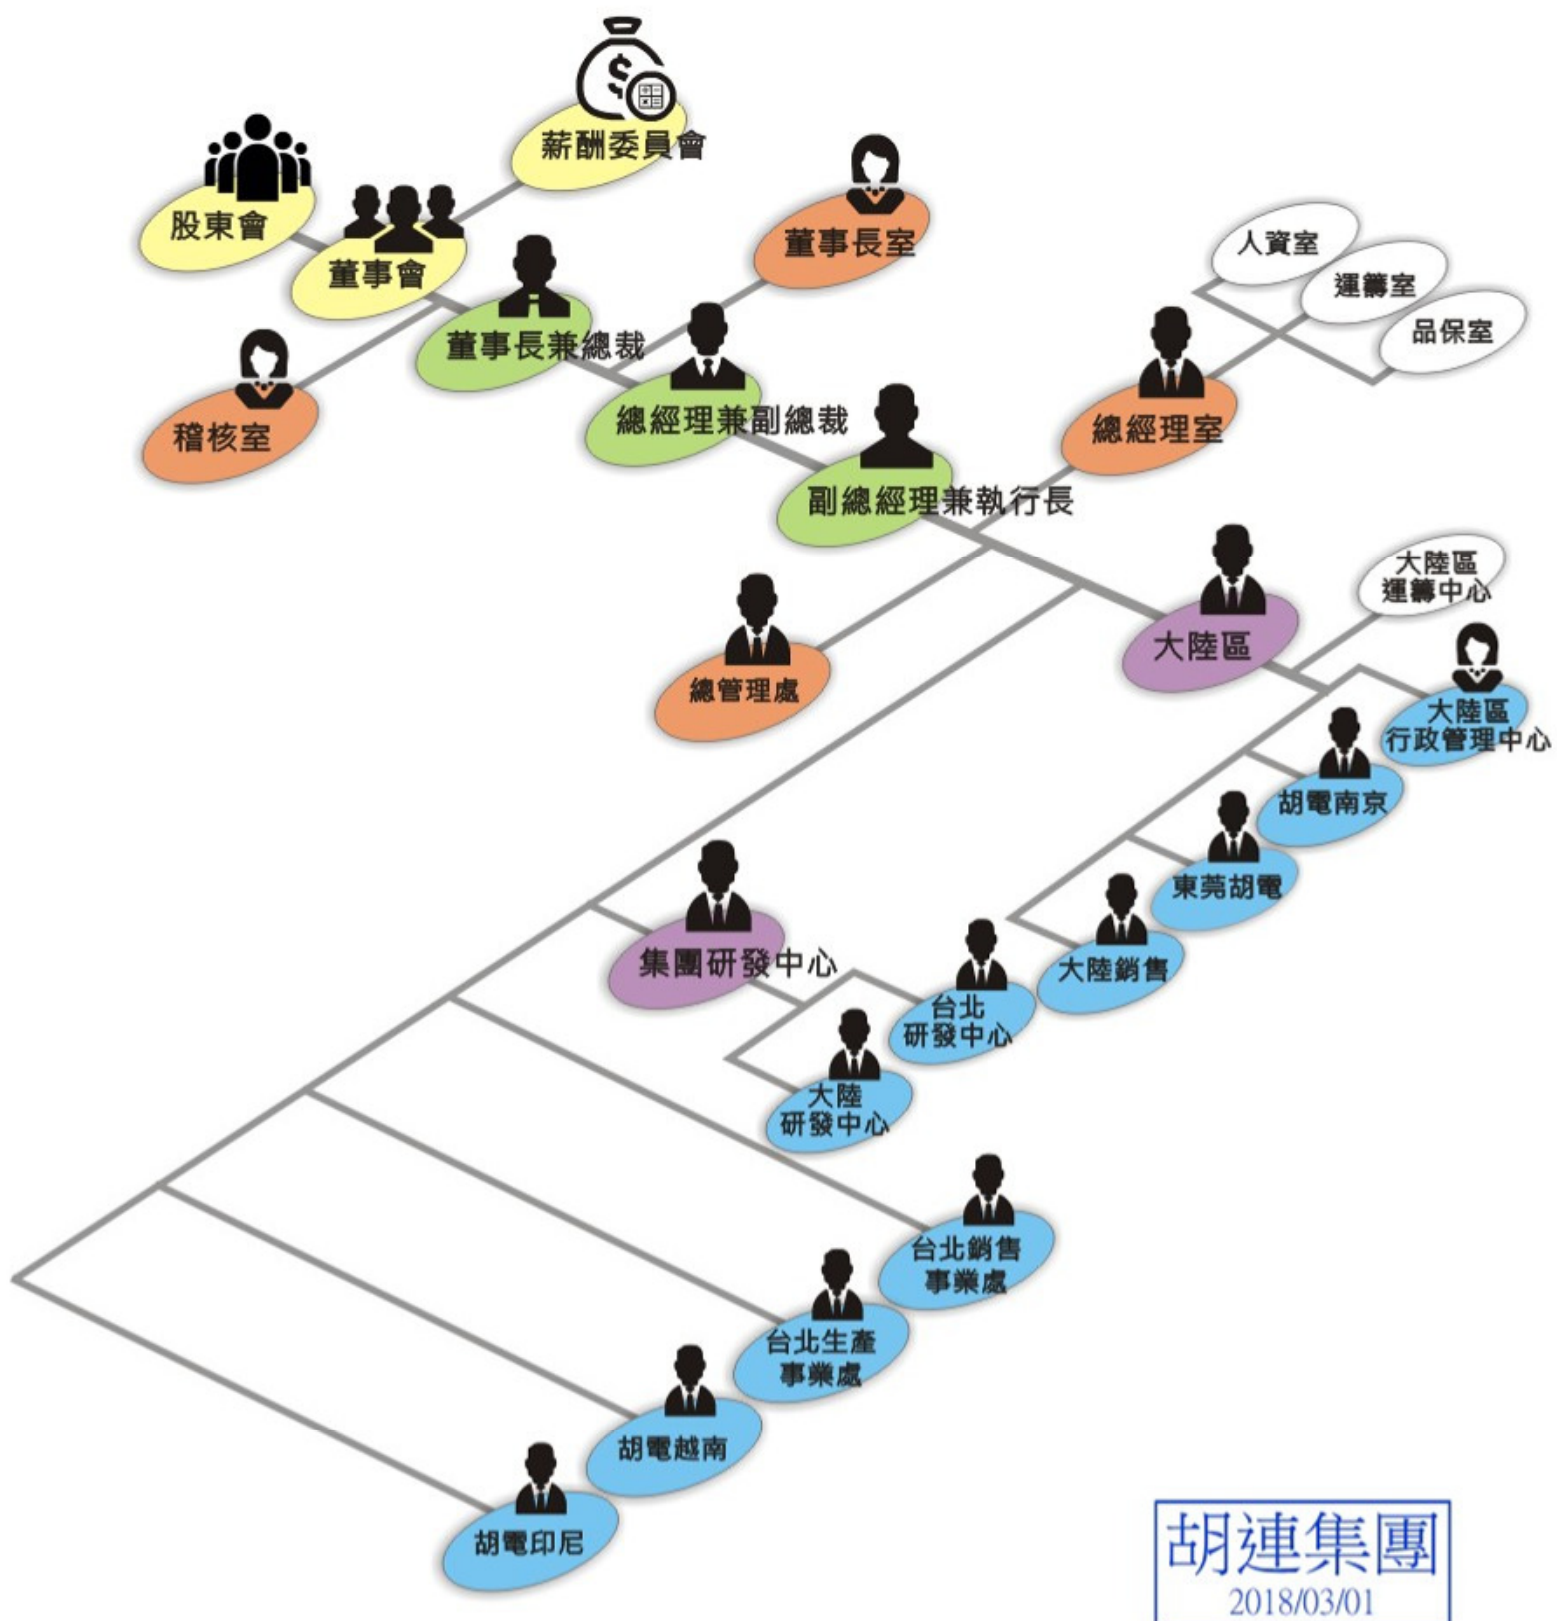 薪酬委員會
股東會
董事會
董事長室
人資室
運籌室
品保室
董事長兼總裁
稽核室
總經理兼副總裁
總經理室
副總經理兼執行長
大陸區
運籌中心
大陸區
總管理處
大陸區
行政管理中心
胡電南京
東莞胡電
大陸銷售
集團研發中心
台北
研發中心
大陸
研發中心
台北銷售
事業處
台北生產
事業處
胡電越南
胡電印尼
胡連集團
2018/03/01